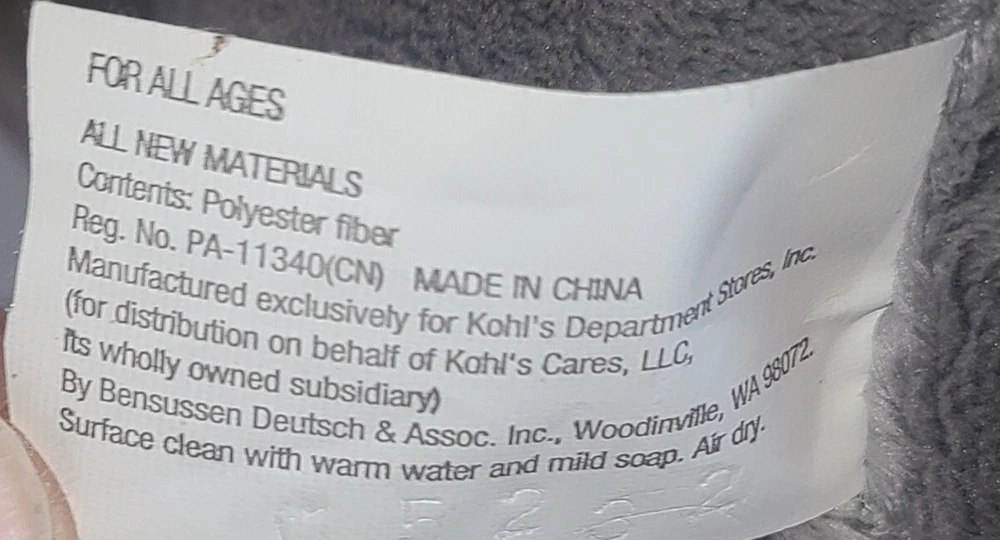 FOR ALL AGES
ALL NEW MATERIALS
Contents: Polyester fiber
Reg. No. PA-11340(CN) MADE IN CHINA
Manufactured exclusively for Kohl's Department Stores, Inc.
(for distribution on behalf of Kohl's Cares, LLC,
its wholly owned subsidiary)
By Bensussen Deutsch & Assoc. Inc., Woodinville, WA 98072.
Surface clean with warm water and mild soap. Air dry.